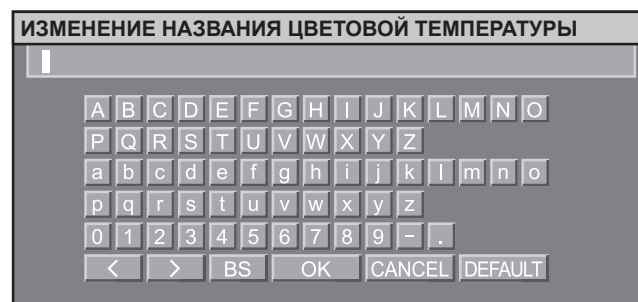 ИЗМЕНЕНИЕ НАЗВАНИЯ ЦВЕТОВОЙ ТЕМПЕРАТУРЫ
A B C D E F G H I J K L M N O
P Q R S T U V W X Y Z
a b c d e f g h i j k l m n o
p q r s t u v w x y z
0 1 2 3 4 5 6 7 8 9 - .
< > BS OK CANCEL DEFAULT